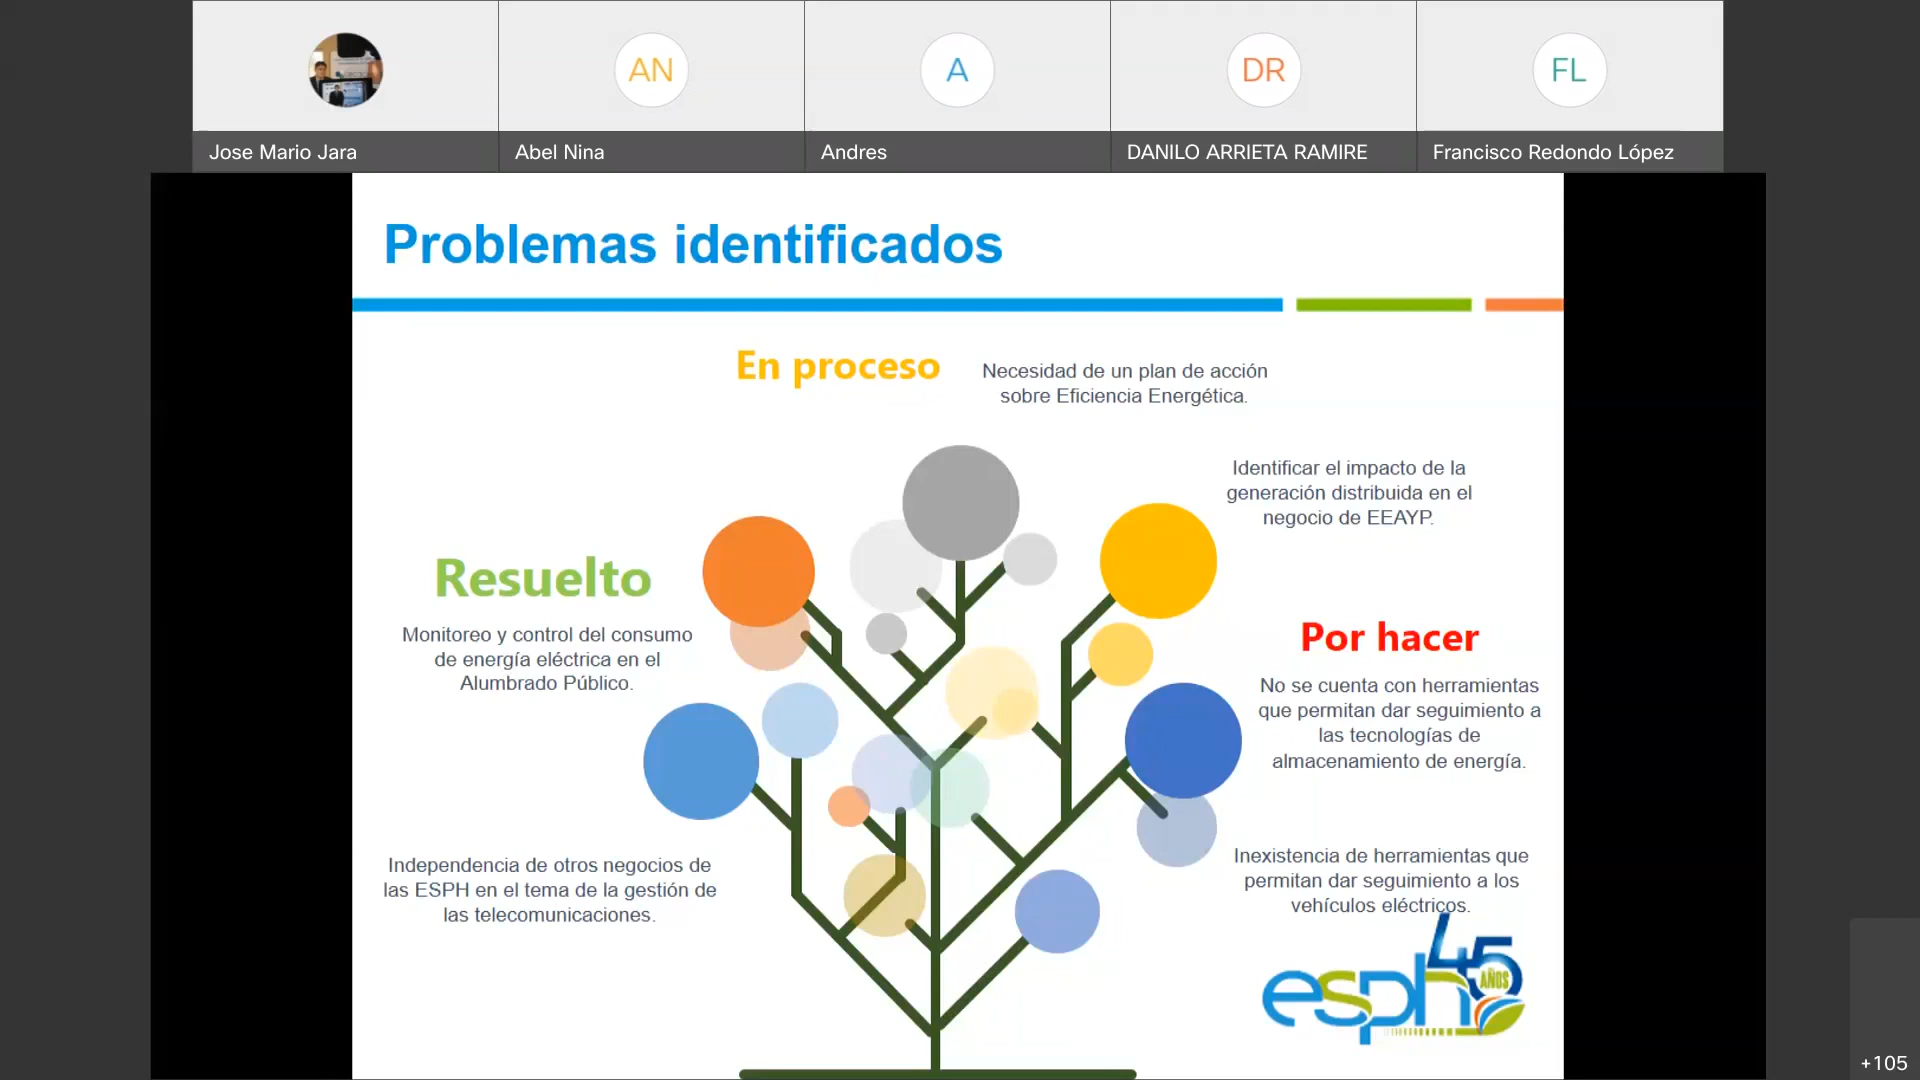 AN
A
DR
FL
Jose Mario Jara
Abel Nina
Andres
DANILO ARRIETA RAMIRE
Francisco Redondo López
Problemas identificados
En proceso
Necesidad de un plan de acción
sobre Eficiencia Energética.
Identificar el impacto de la
generación distribuida en el
negocio de EEAYP.
Resuelto
Monitoreo y control del consumo
de energía eléctrica en el
Alumbrado Público.
Por hacer
No se cuenta con herramientas
que permitan dar seguimiento a
las tecnologías de
almacenamiento de energía.
Independencia de otros negocios de
las ESPH en el tema de la gestión de
las telecomunicaciones.
Inexistencia de herramientas que
permitan dar seguimiento a los
vehículos eléctricos.
esph 45
AÑOS
+105